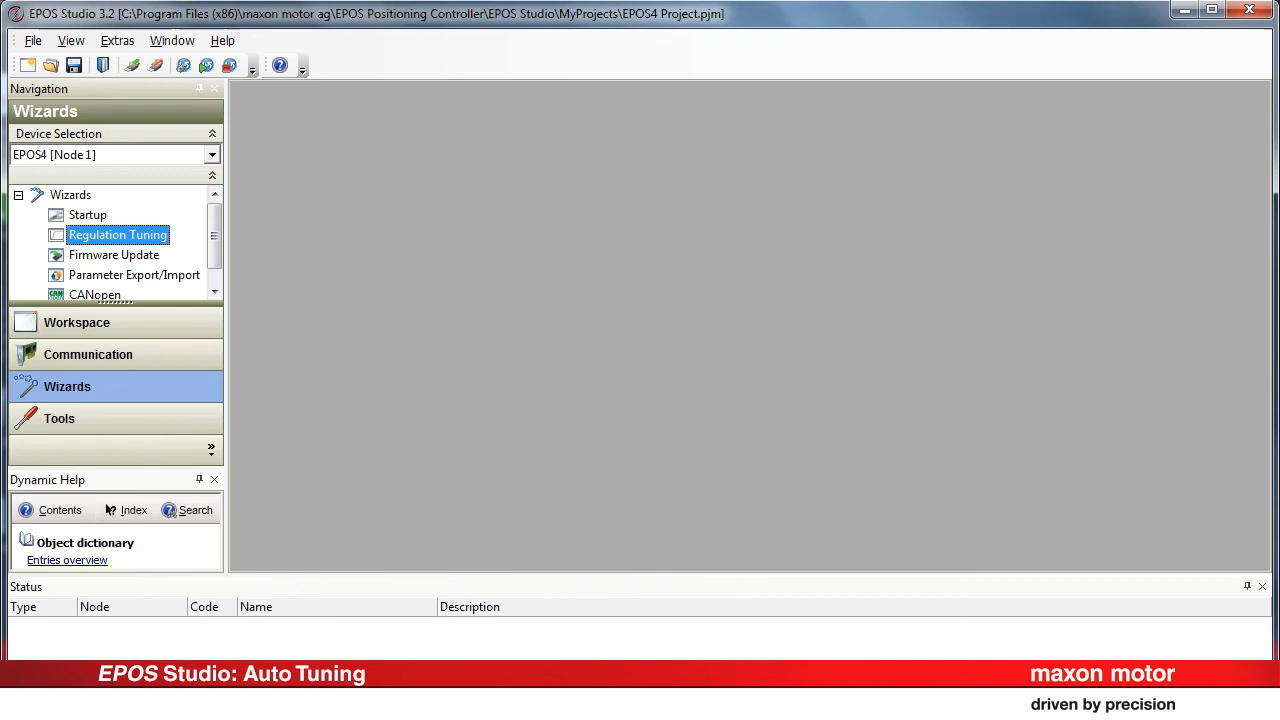 EPOS Studio 3.2 [C:\Program Files (x86)\maxon motor ag\EPOS Positioning Controller\EPOS Studio\MyProjects\EPOS4 Project.pjm]
File View Extras Window Help
Navigation
Wizards
Device Selection
EPOS4 [Node 1]
Wizards
Startup
Regulation Tuning
Firmware Update
Parameter Export/Import
CANopen
Workspace
Communication
Wizards
Tools
Dynamic Help
Contents Index Search
Object dictionary
Entries overview
Status
Type Node Code Name Description
EPOS Studio: Auto Tuning
maxon motor
driven by precision